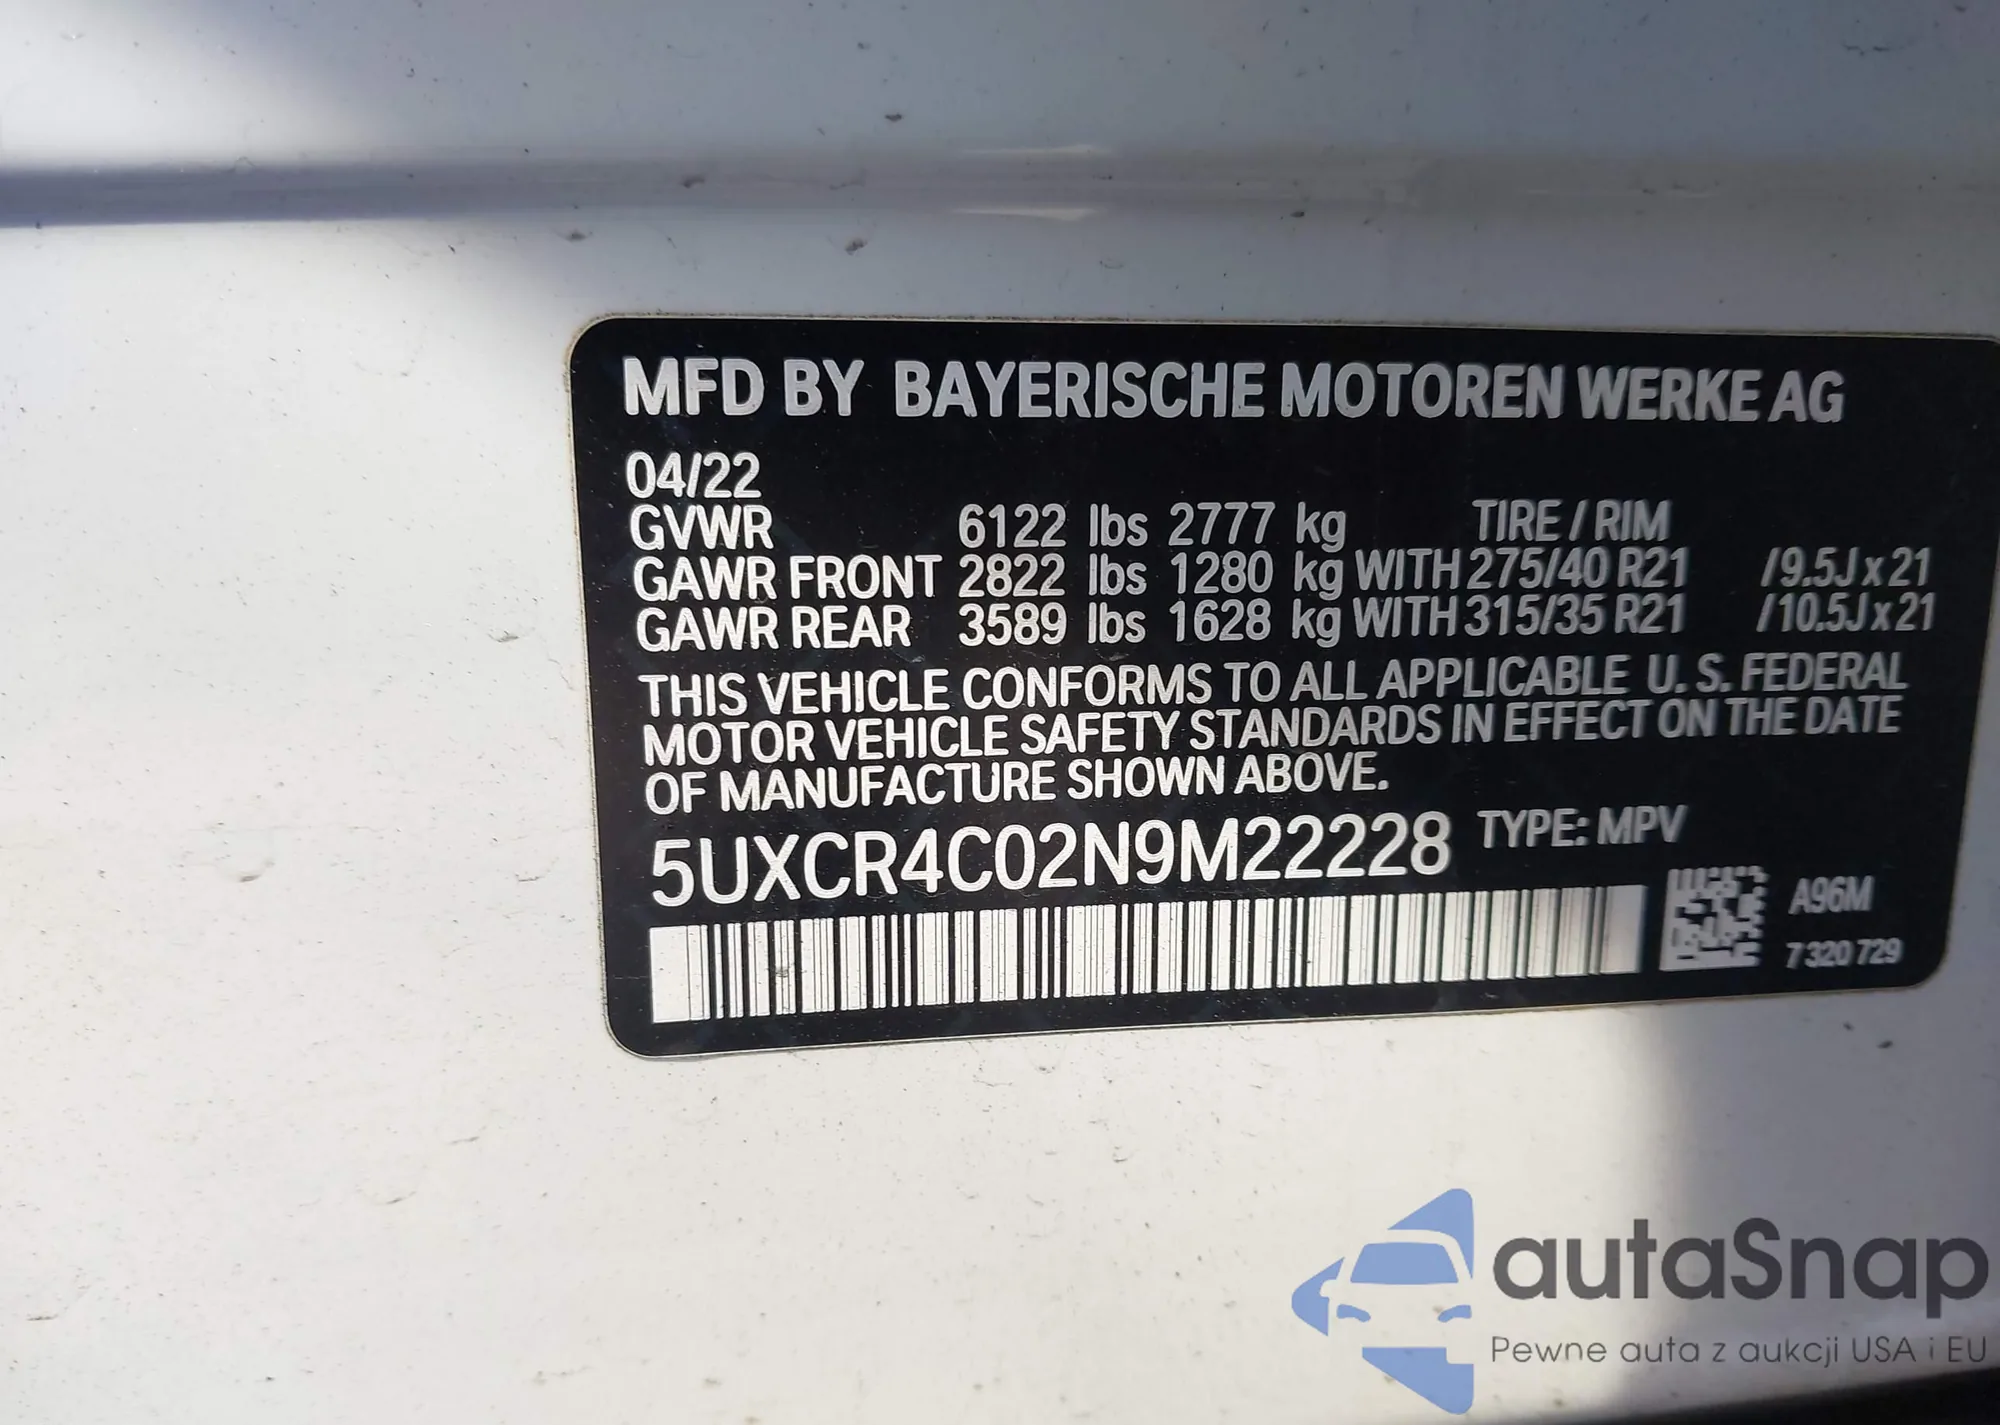 MFD BY BAYERISCHE MOTOREN WERKE AG
04/22
GVWR 6122 lbs 2777 kg TIRE / RIM
GAWR FRONT 2822 lbs 1280 kg WITH 275/40 R21 /9.5J x 21
GAWR REAR 3589 lbs 1628 kg WITH 315/35 R21 /10.5J x 21
THIS VEHICLE CONFORMS TO ALL APPLICABLE U. S. FEDERAL
MOTOR VEHICLE SAFETY STANDARDS IN EFFECT ON THE DATE
OF MANUFACTURE SHOWN ABOVE.
5UXCR4C02N9M22228 TYPE: MPV
A96M
7 320 729
autaSnap
Pewne auta z aukcji USA i EU